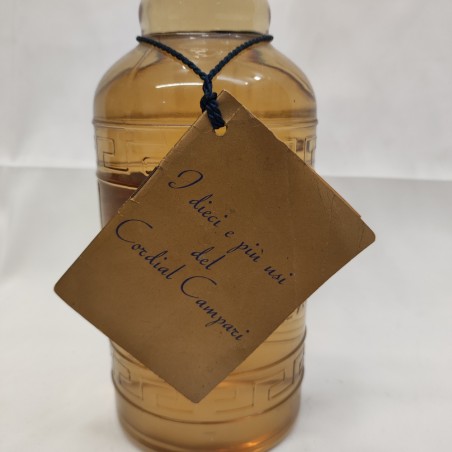 I dieci e più usi
del
Cordial Campari